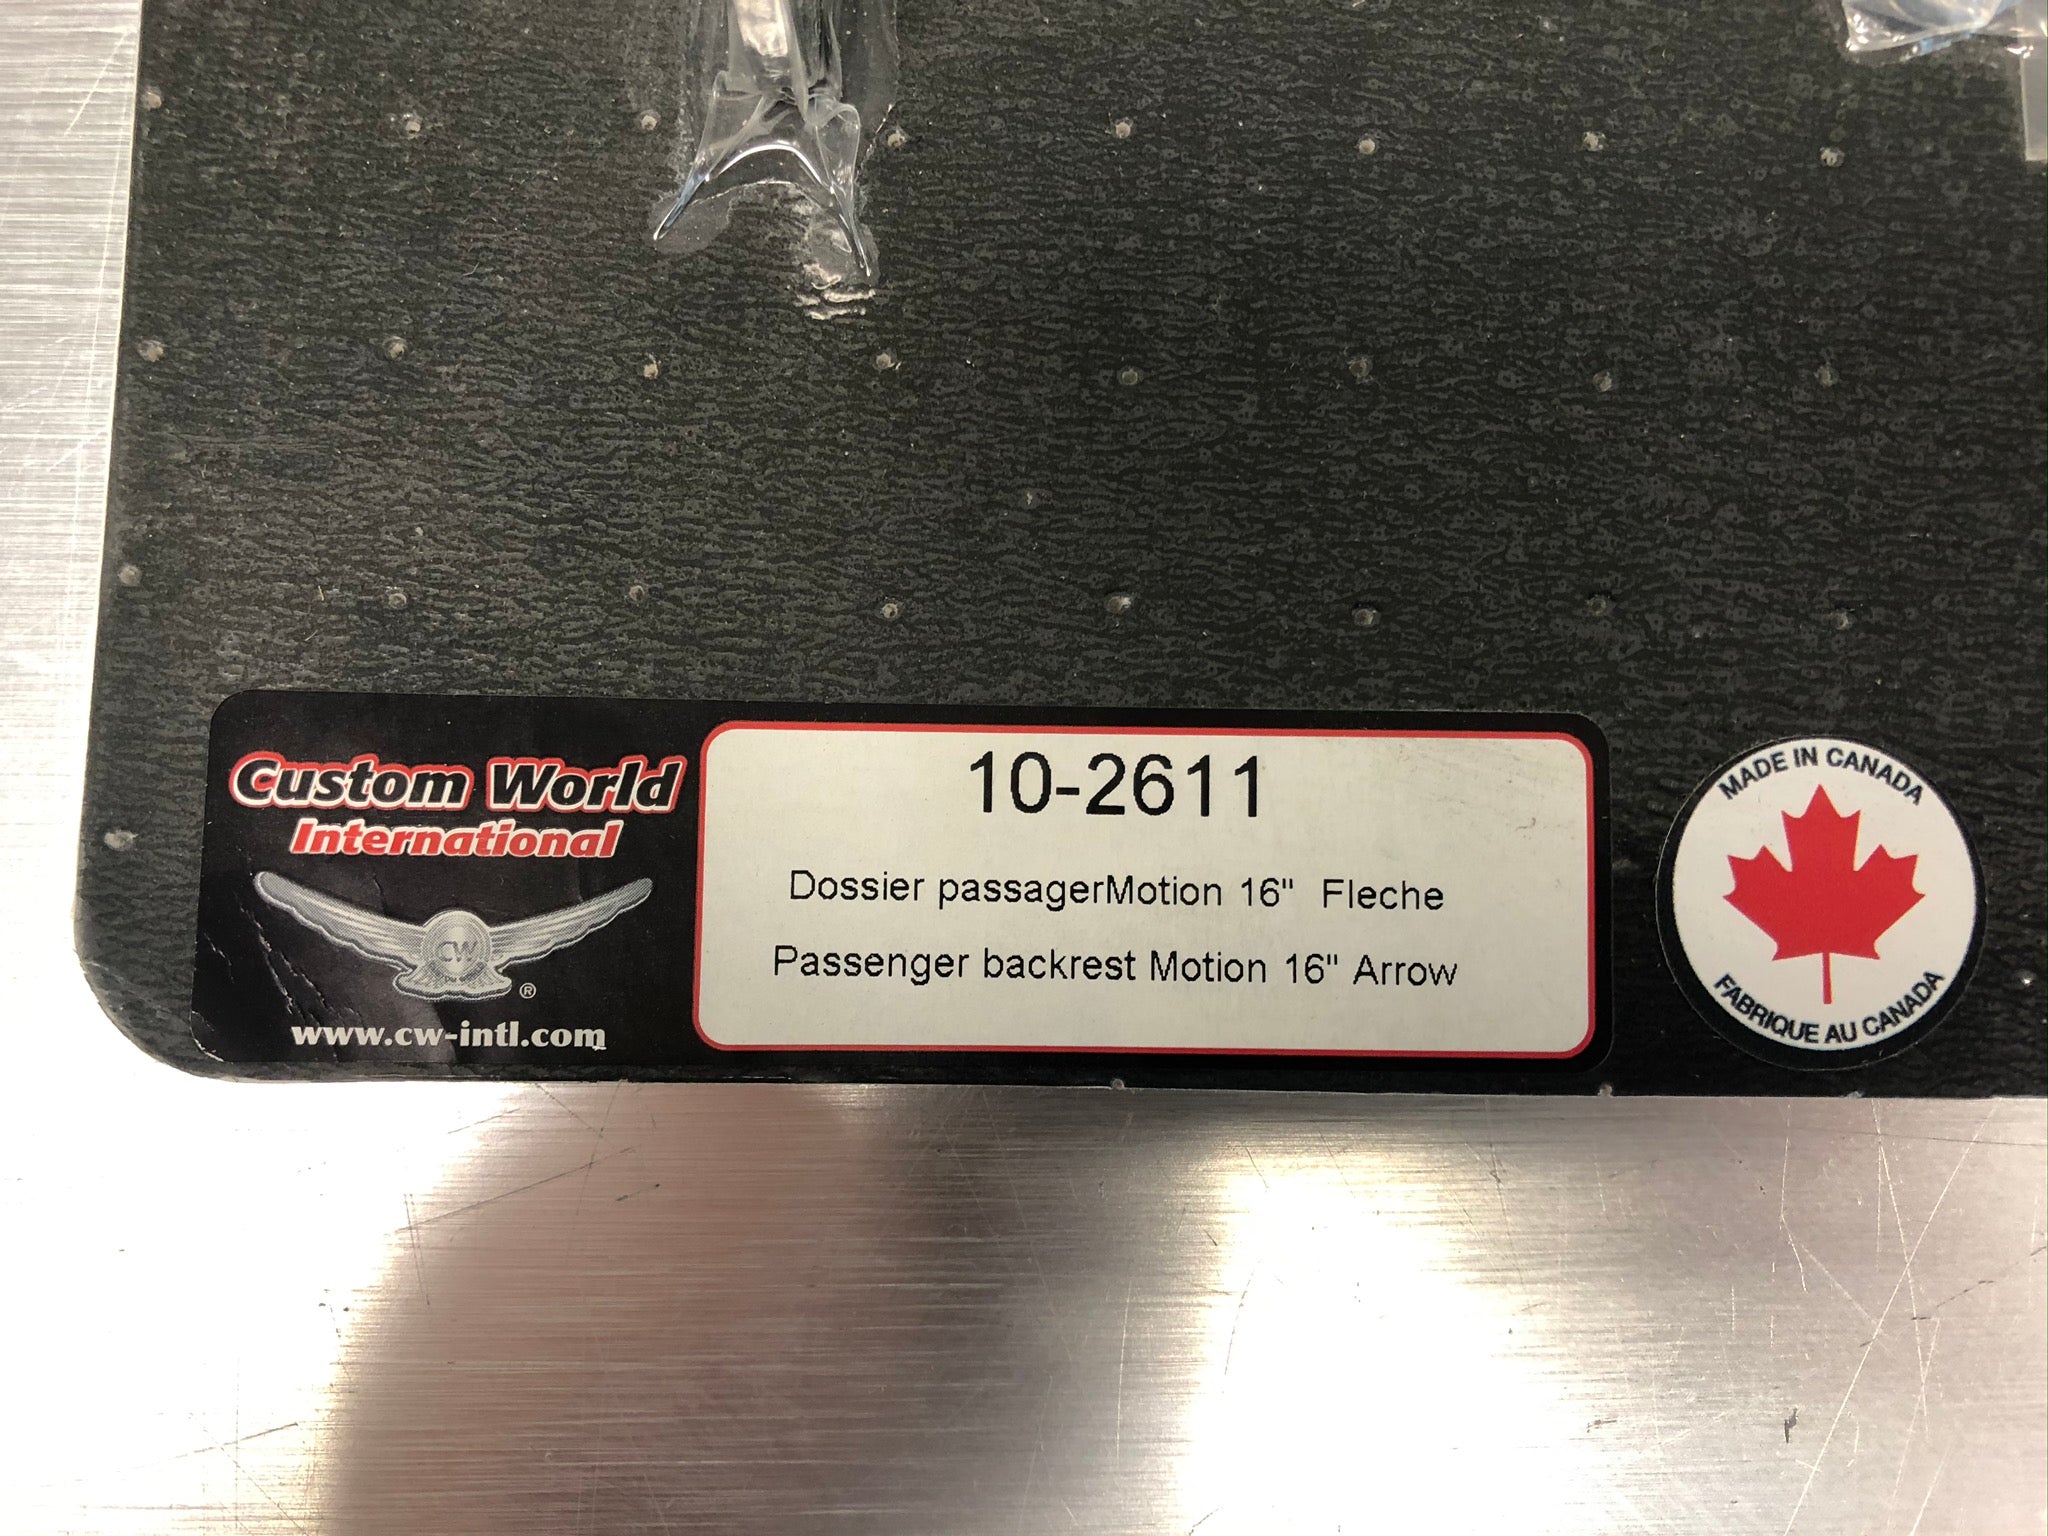 Custom World
International
CW
®
www.cw-intl.com
10-2611
Dossier passagerMotion 16" Fleche
Passenger backrest Motion 16" Arrow
MADE IN CANADA
FABRIQUE AU CANADA